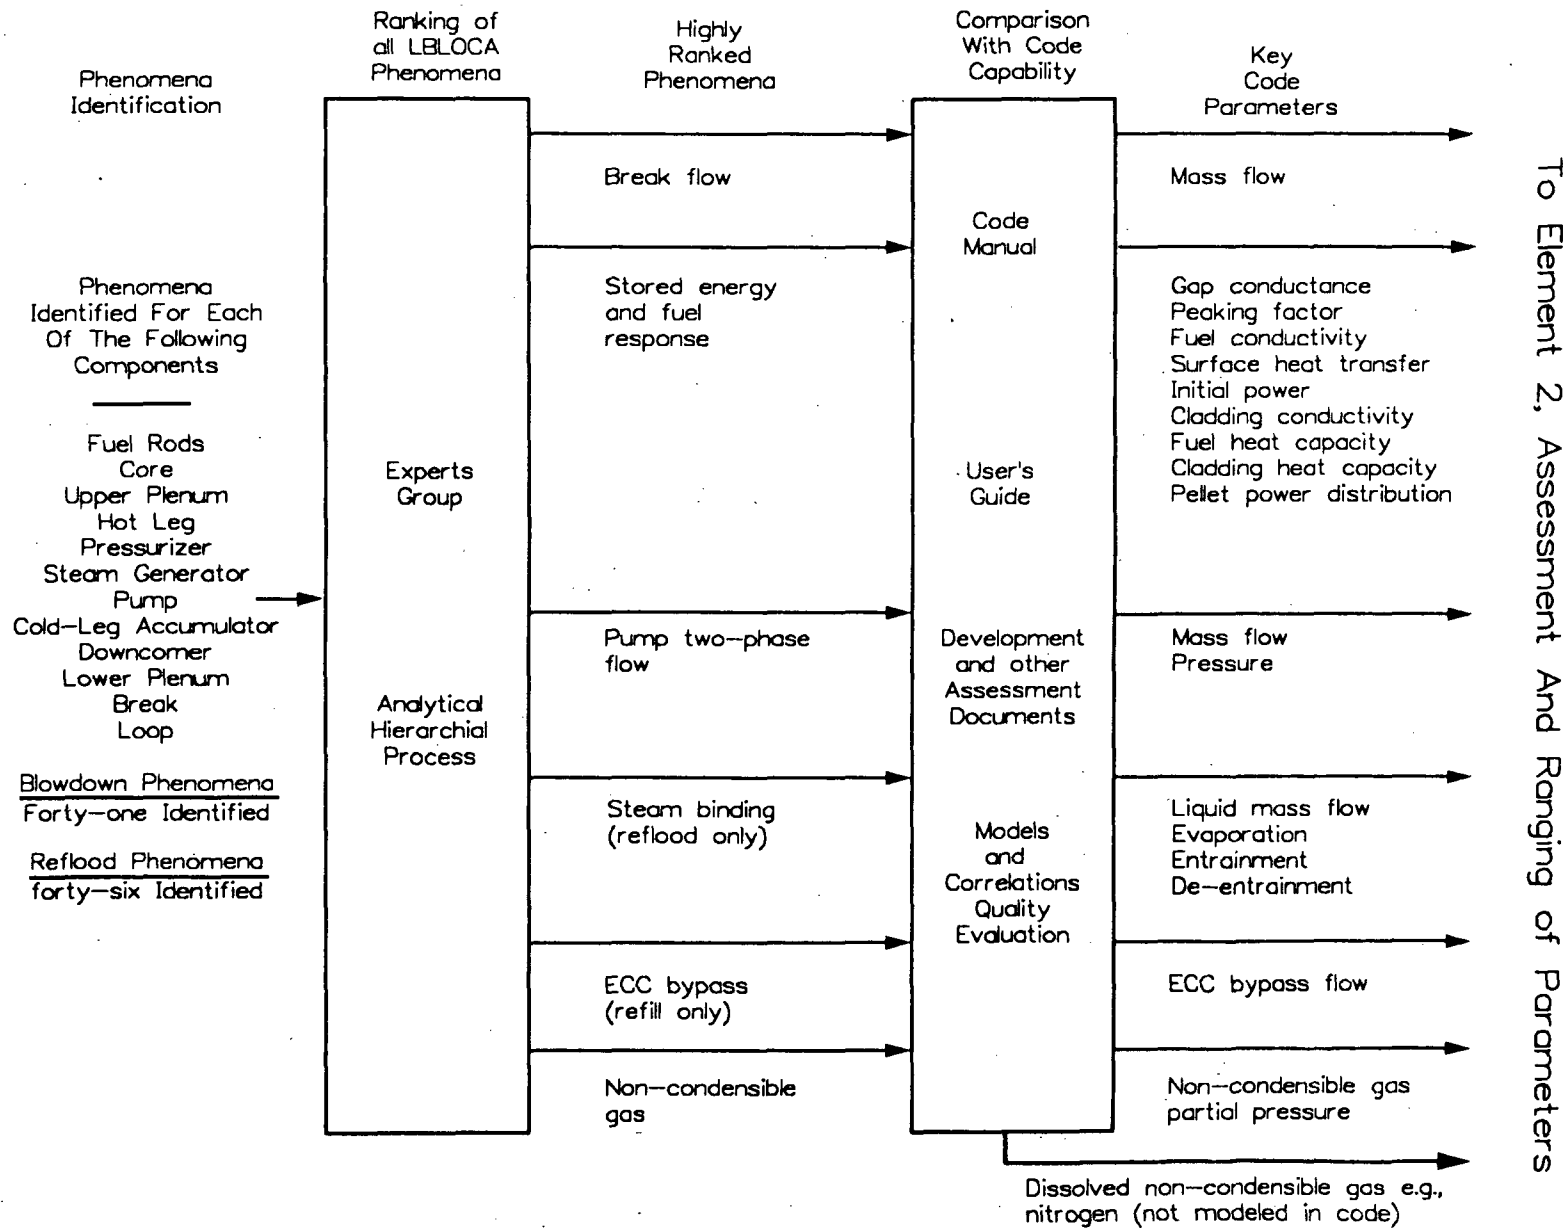 Phenomena
Identification
Ranking of
all LBLOCA
Phenomena
Highly
Ranked
Phenomena
Comparison
With Code
Capability
Key
Code
Parameters
Phenomena
Identified For Each
Of The Following
Components
Fuel Rods
Core
Upper Plenum
Hot Leg
Pressurizer
Steam Generator
Pump
Cold-Leg Accumulator
Downcomer
Lower Plenum
Break
Loop
Blowdown Phenomena
Forty-one Identified
Reflood Phenomena
forty-six Identified
Experts
Group
Analytical
Hierarchial
Process
Break flow
Stored energy
and fuel
response
Pump two-phase
flow
Steam binding
(reflood only)
ECC bypass
(refill only)
Non-condensible
gas
Code
Manual
User's
Guide
Development
and other
Assessment
Documents
Models
and
Correlations
Quality
Evaluation
Mass flow
Gap conductance
Peaking factor
Fuel conductivity
Surface heat transfer
Initial power
Cladding conductivity
Fuel heat capacity
Cladding heat capacity
Pellet power distribution
Mass flow
Pressure
Liquid mass flow
Evaporation
Entrainment
De-entrainment
ECC bypass flow
Non-condensible gas
partial pressure
Dissolved non-condensible gas e.g.,
nitrogen (not modeled in code)
To Element 2, Assessment And Ranging of Parameters